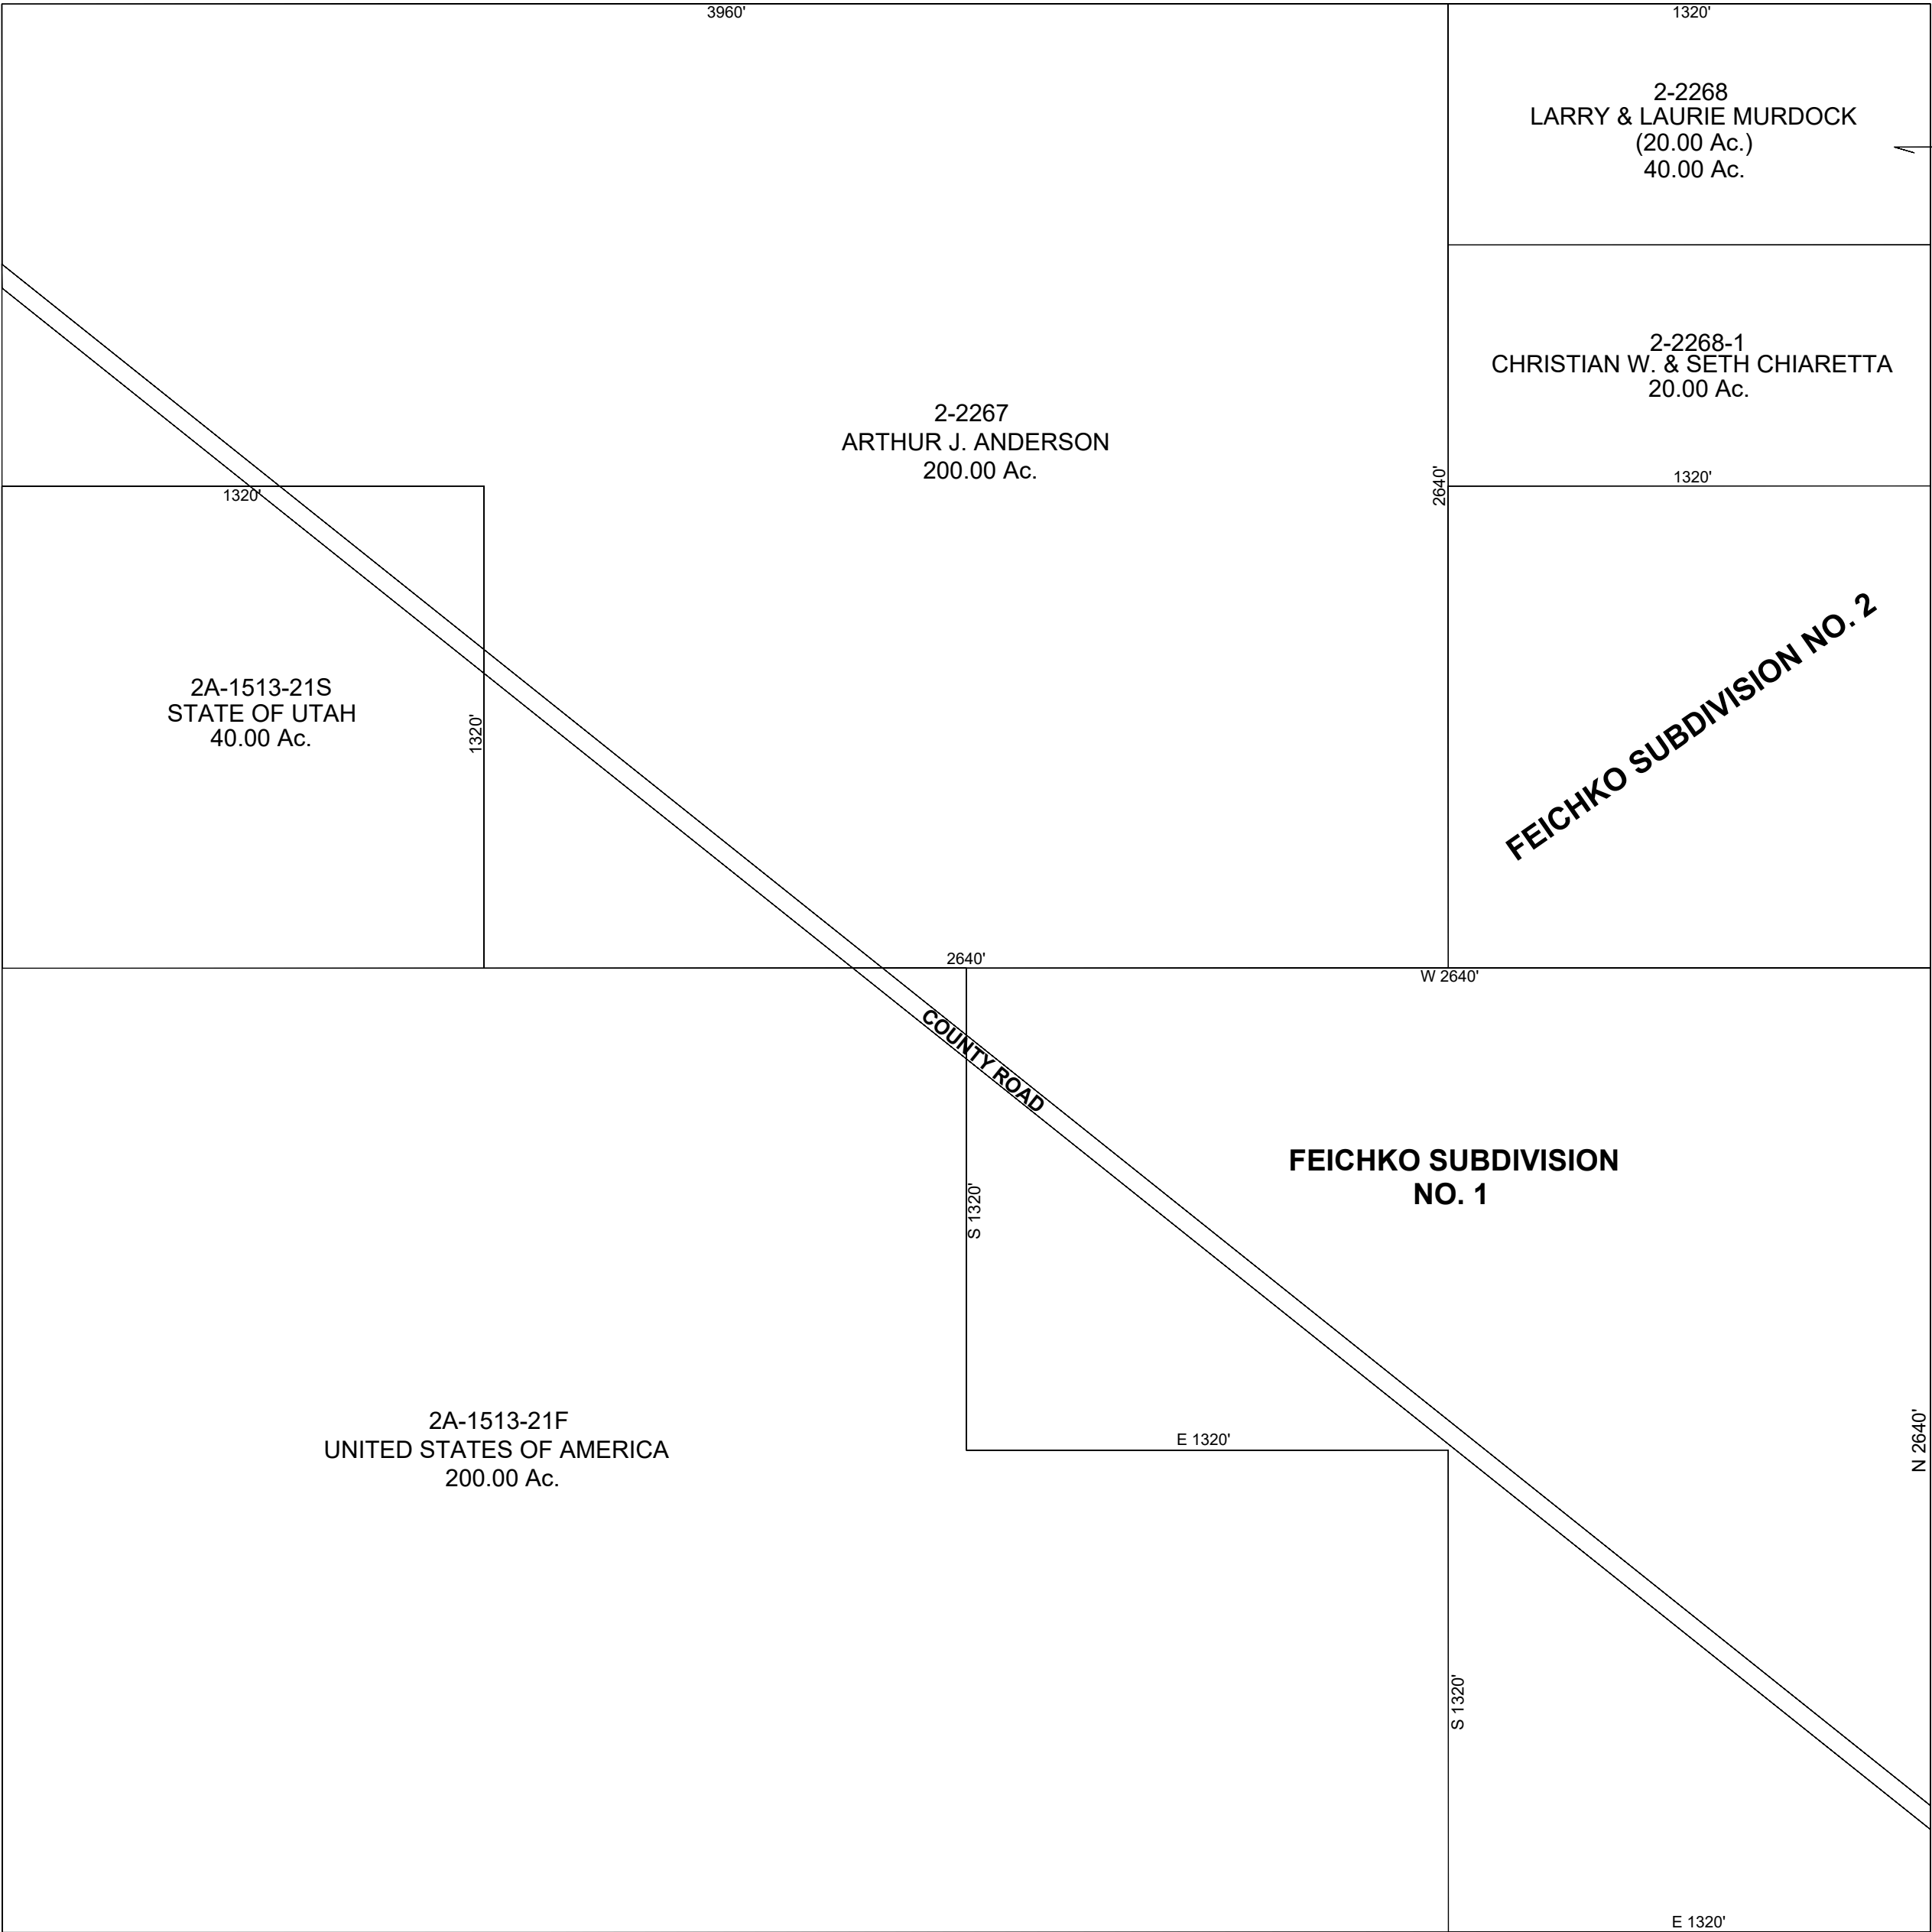 3960'
1320'
2-2268
LARRY & LAURIE MURDOCK
(20.00 Ac.)
40.00 Ac.
2-2268-1
CHRISTIAN W. & SETH CHIARETTA
20.00 Ac.
2-2267
ARTHUR J. ANDERSON
200.00 Ac.
2640'
1320'
1320'
FEICHKO SUBDIVISION NO. 2
2A-1513-21S
STATE OF UTAH
40.00 Ac.
1320'
2640'
W 2640'
COUNTY ROAD
FEICHKO SUBDIVISION
NO. 1
S 1320'
2A-1513-21F
UNITED STATES OF AMERICA
200.00 Ac.
E 1320'
N 2640'
S 1320'
E 1320'